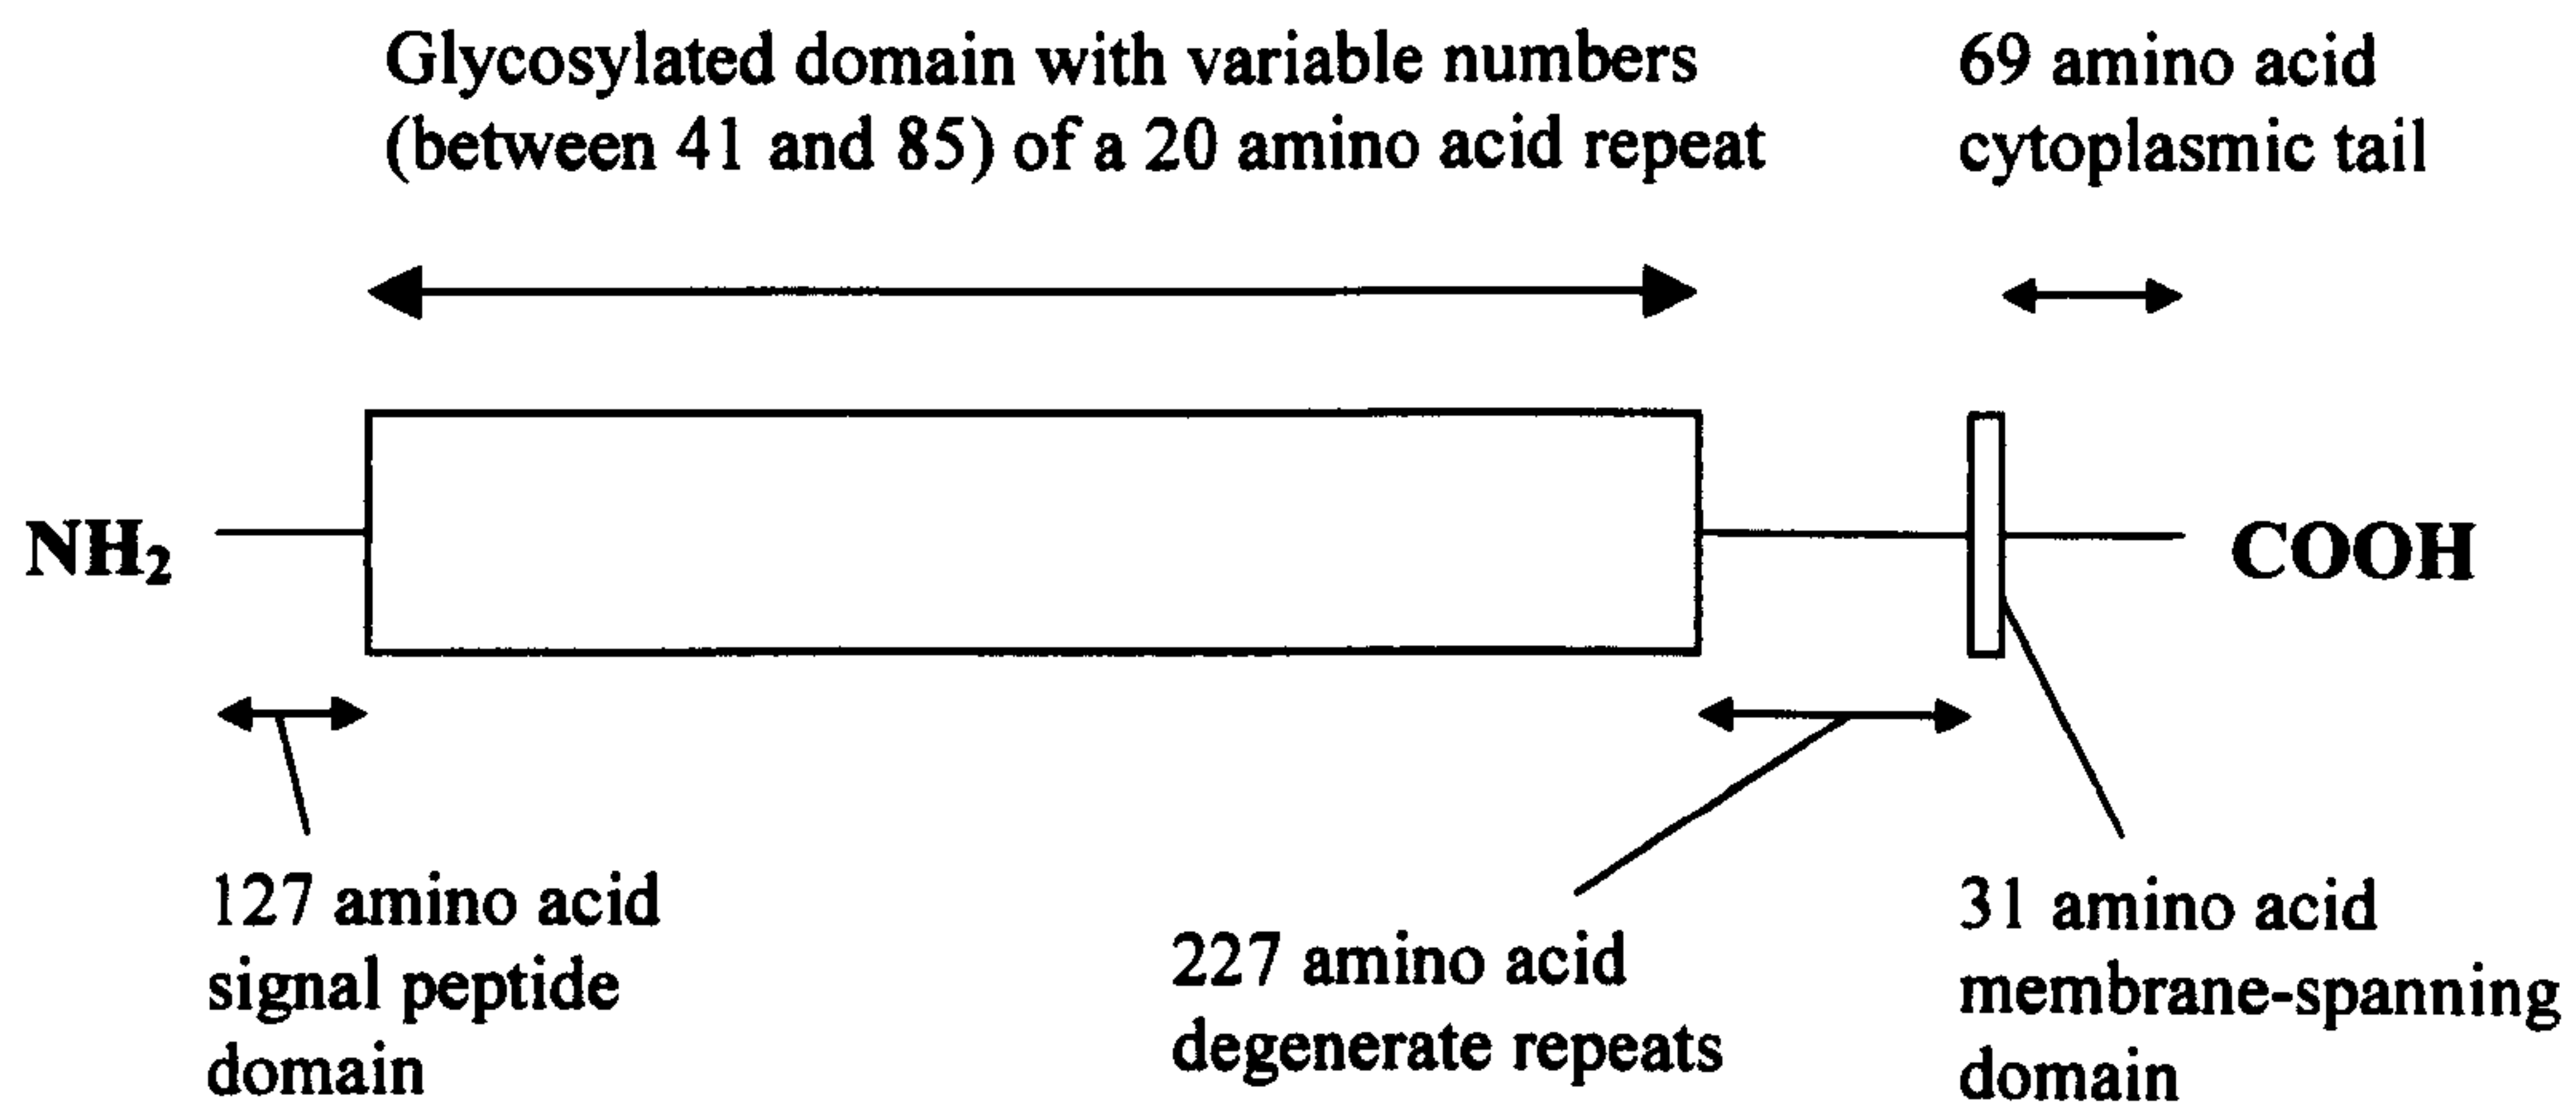 Glycosylated domain with variable numbers
(between 41 and 85) of a 20 amino acid repeat
69 amino acid
cytoplasmic tail
NH₂
COOH
127 amino acid
signal peptide
domain
227 amino acid
degenerate repeats
31 amino acid
membrane-spanning
domain